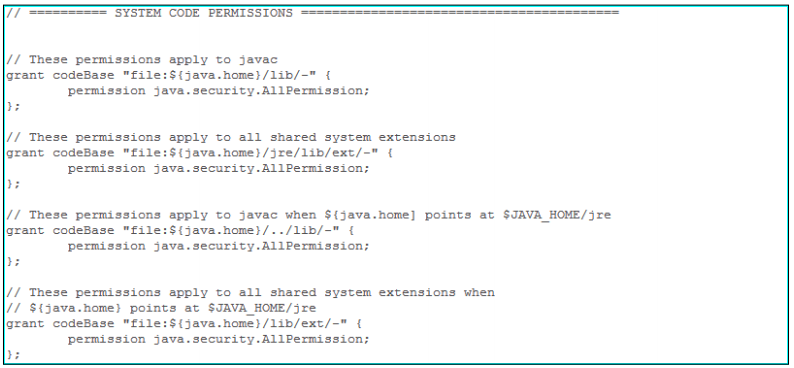 // ========== SYSTEM CODE PERMISSIONS =========================================
// These permissions apply to javac
grant codeBase "file:${java.home}/lib/-" {
        permission java.security.AllPermission;
};
// These permissions apply to all shared system extensions
grant codeBase "file:${java.home}/jre/lib/ext/-" {
        permission java.security.AllPermission;
};
// These permissions apply to javac when ${java.home] points at $JAVA_HOME/jre
grant codeBase "file:${java.home}/../lib/-" {
        permission java.security.AllPermission;
};
// These permissions apply to all shared system extensions when
// ${java.home} points at $JAVA_HOME/jre
grant codeBase "file:${java.home}/lib/ext/-" {
        permission java.security.AllPermission;
};